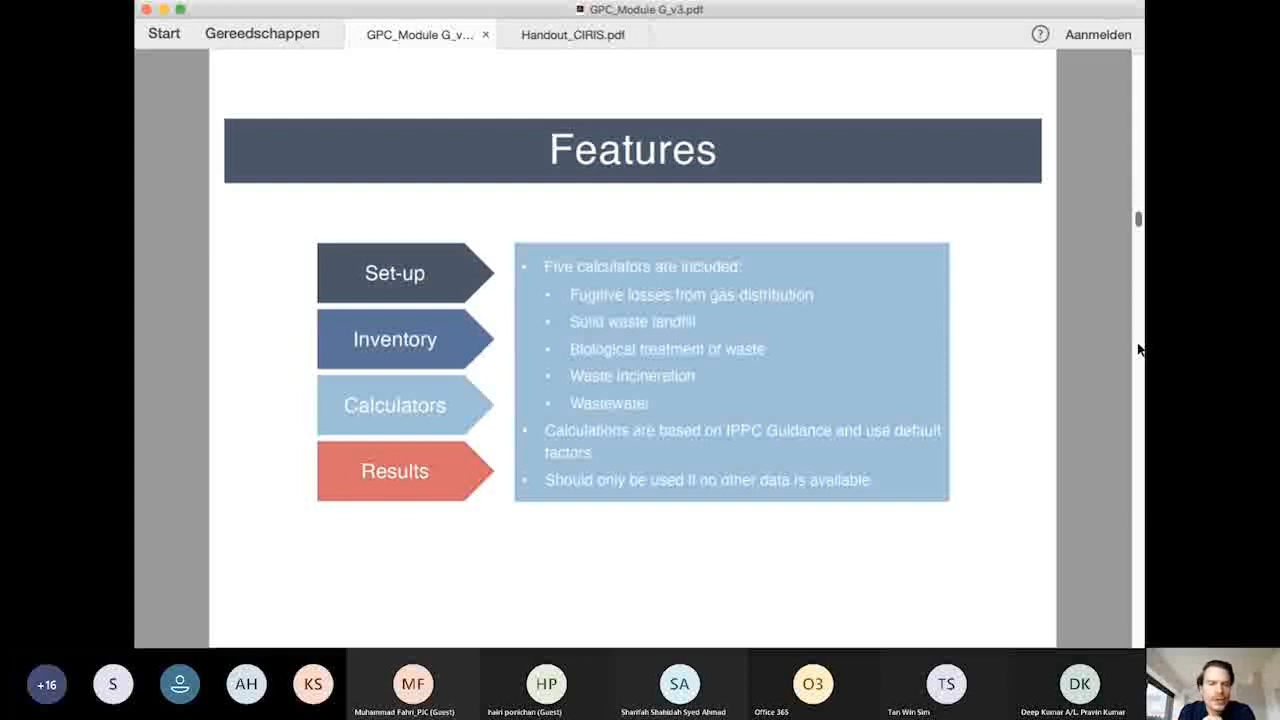 GPC_Module G_v3.pdf
Start
Gereedschappen
GPC_Module G_v...
×
Handout_CIRIS.pdf
?
Aanmelden
Features
Set-up
Inventory
Calculators
Results
• Five calculators are included:
• Fugitive losses from gas distribution
• Solid waste landfill
• Biological treatment of waste
• Waste incineration
• Wastewater
• Calculations are based on IPPC Guidance and use default
factors
• Should only be used if no other data is available
+16
S
AH
KS
MF
HP
SA
O3
TS
DK
Muhammad Fahri_PJC (Guest)
hairi ponichan (Guest)
Sharifah Shahidah Syed Ahmad
Office 365
Tan Win Sim
Deep Kumar A/L. Pravin Kumar